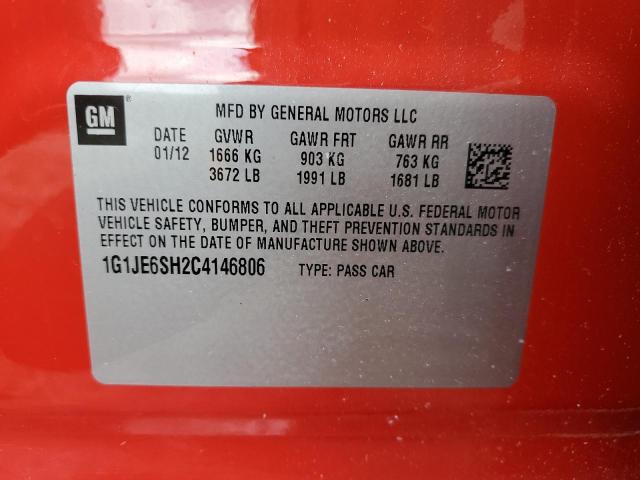 GM
MFD BY GENERAL MOTORS LLC
DATE GVWR GAWR FRT GAWR RR
01/12 1666 KG 903 KG 763 KG
3672 LB 1991 LB 1681 LB
THIS VEHICLE CONFORMS TO ALL APPLICABLE U.S. FEDERAL MOTOR
VEHICLE SAFETY, BUMPER, AND THEFT PREVENTION STANDARDS IN
EFFECT ON THE DATE OF MANUFACTURE SHOWN ABOVE.
1G1JE6SH2C4146806 TYPE: PASS CAR